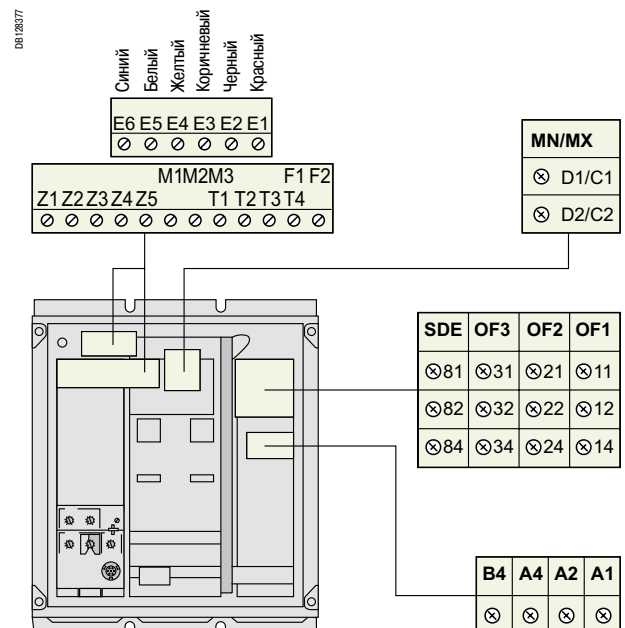 DB128377
Синий
Белый
Желтый
Коричневый
Черный
Красный
E6 E5 E4 E3 E2 E1
M1M2M3 F1 F2
Z1 Z2 Z3 Z4 Z5 T1 T2 T3 T4
MN/MX
D1/C1
D2/C2
SDE OF3 OF2 OF1
81 31 21 11
82 32 22 12
84 34 24 14
B4 A4 A2 A1